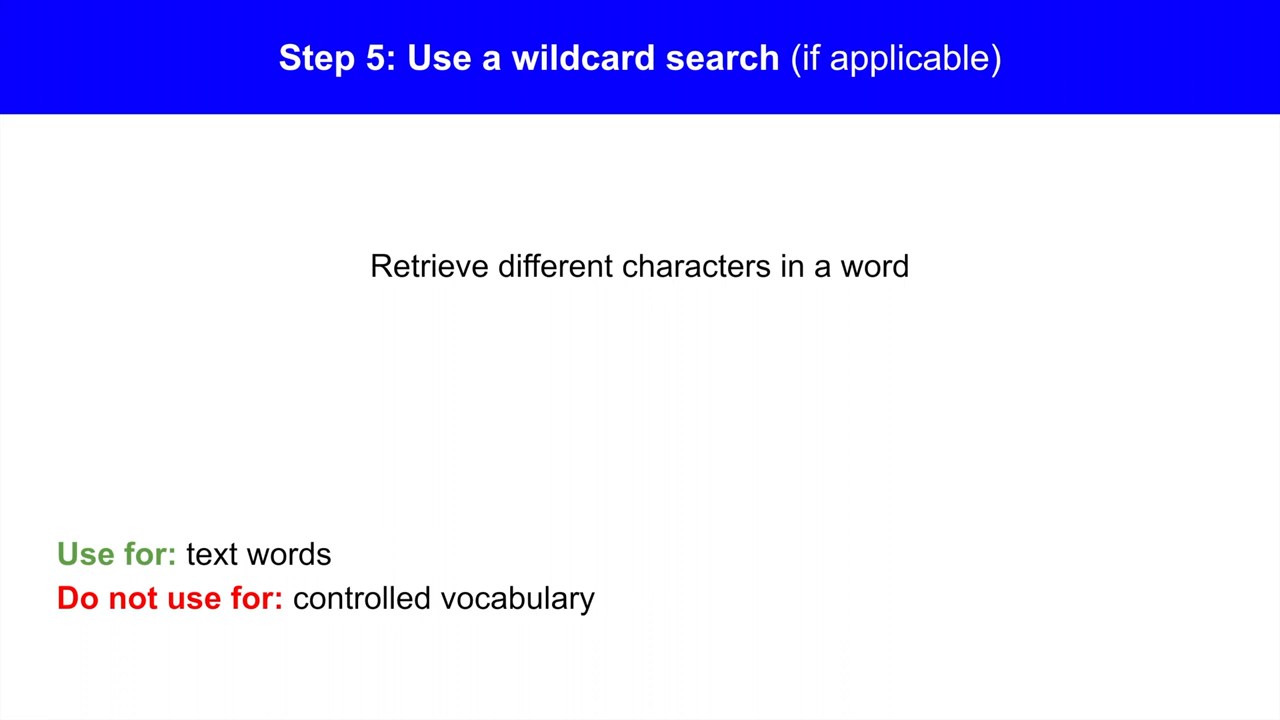 Step 5: Use a wildcard search (if applicable)
Retrieve different characters in a word
Use for: text words
Do not use for: controlled vocabulary